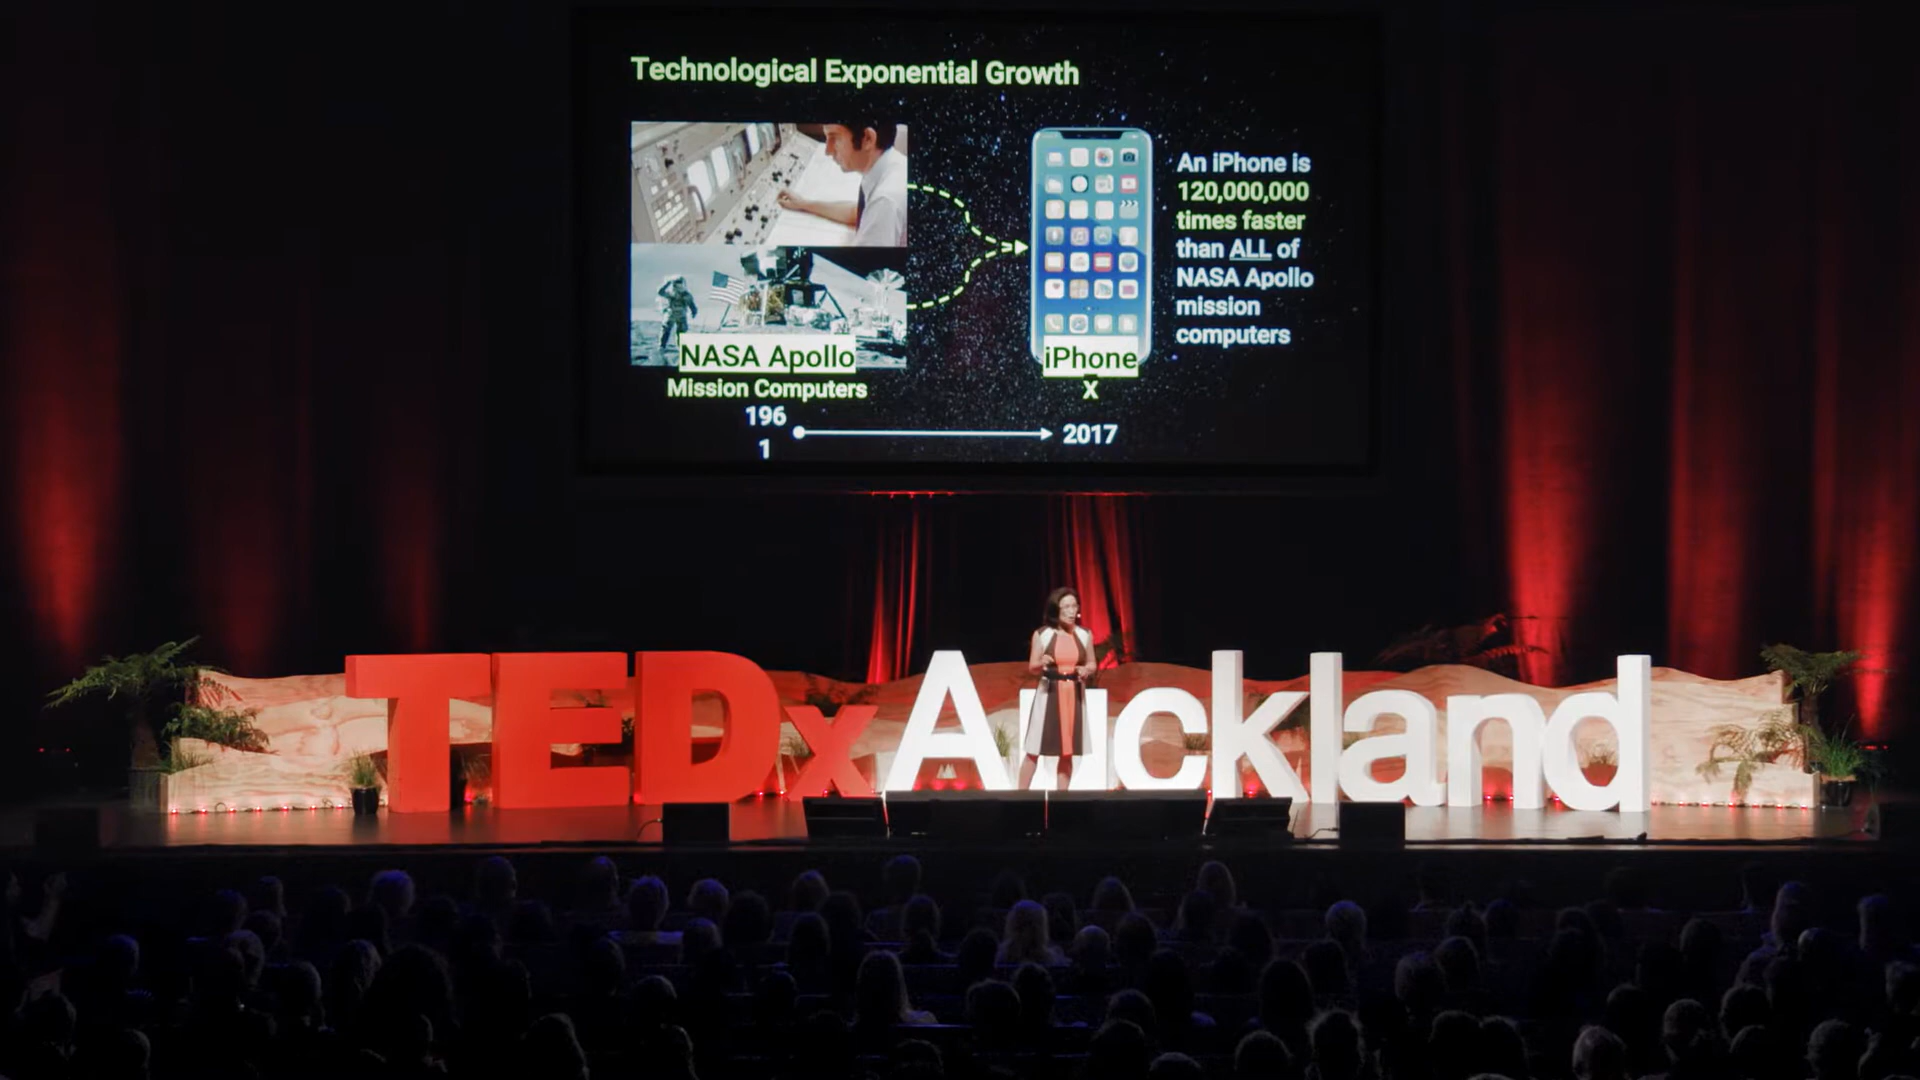 Technological Exponential Growth
An iPhone is
120,000,000
times faster
than ALL of
NASA Apollo
mission
computers
NASA Apollo
Mission Computers
196
1
iPhone
X
2017
TEDxAuckland